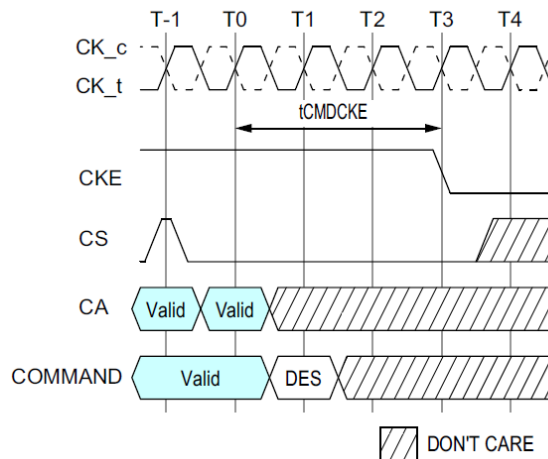 T-1 T0 T1 T2 T3 T4
CK_c
CK_t
tCMDCKE
CKE
CS
CA Valid Valid
COMMAND Valid DES
DON'T CARE